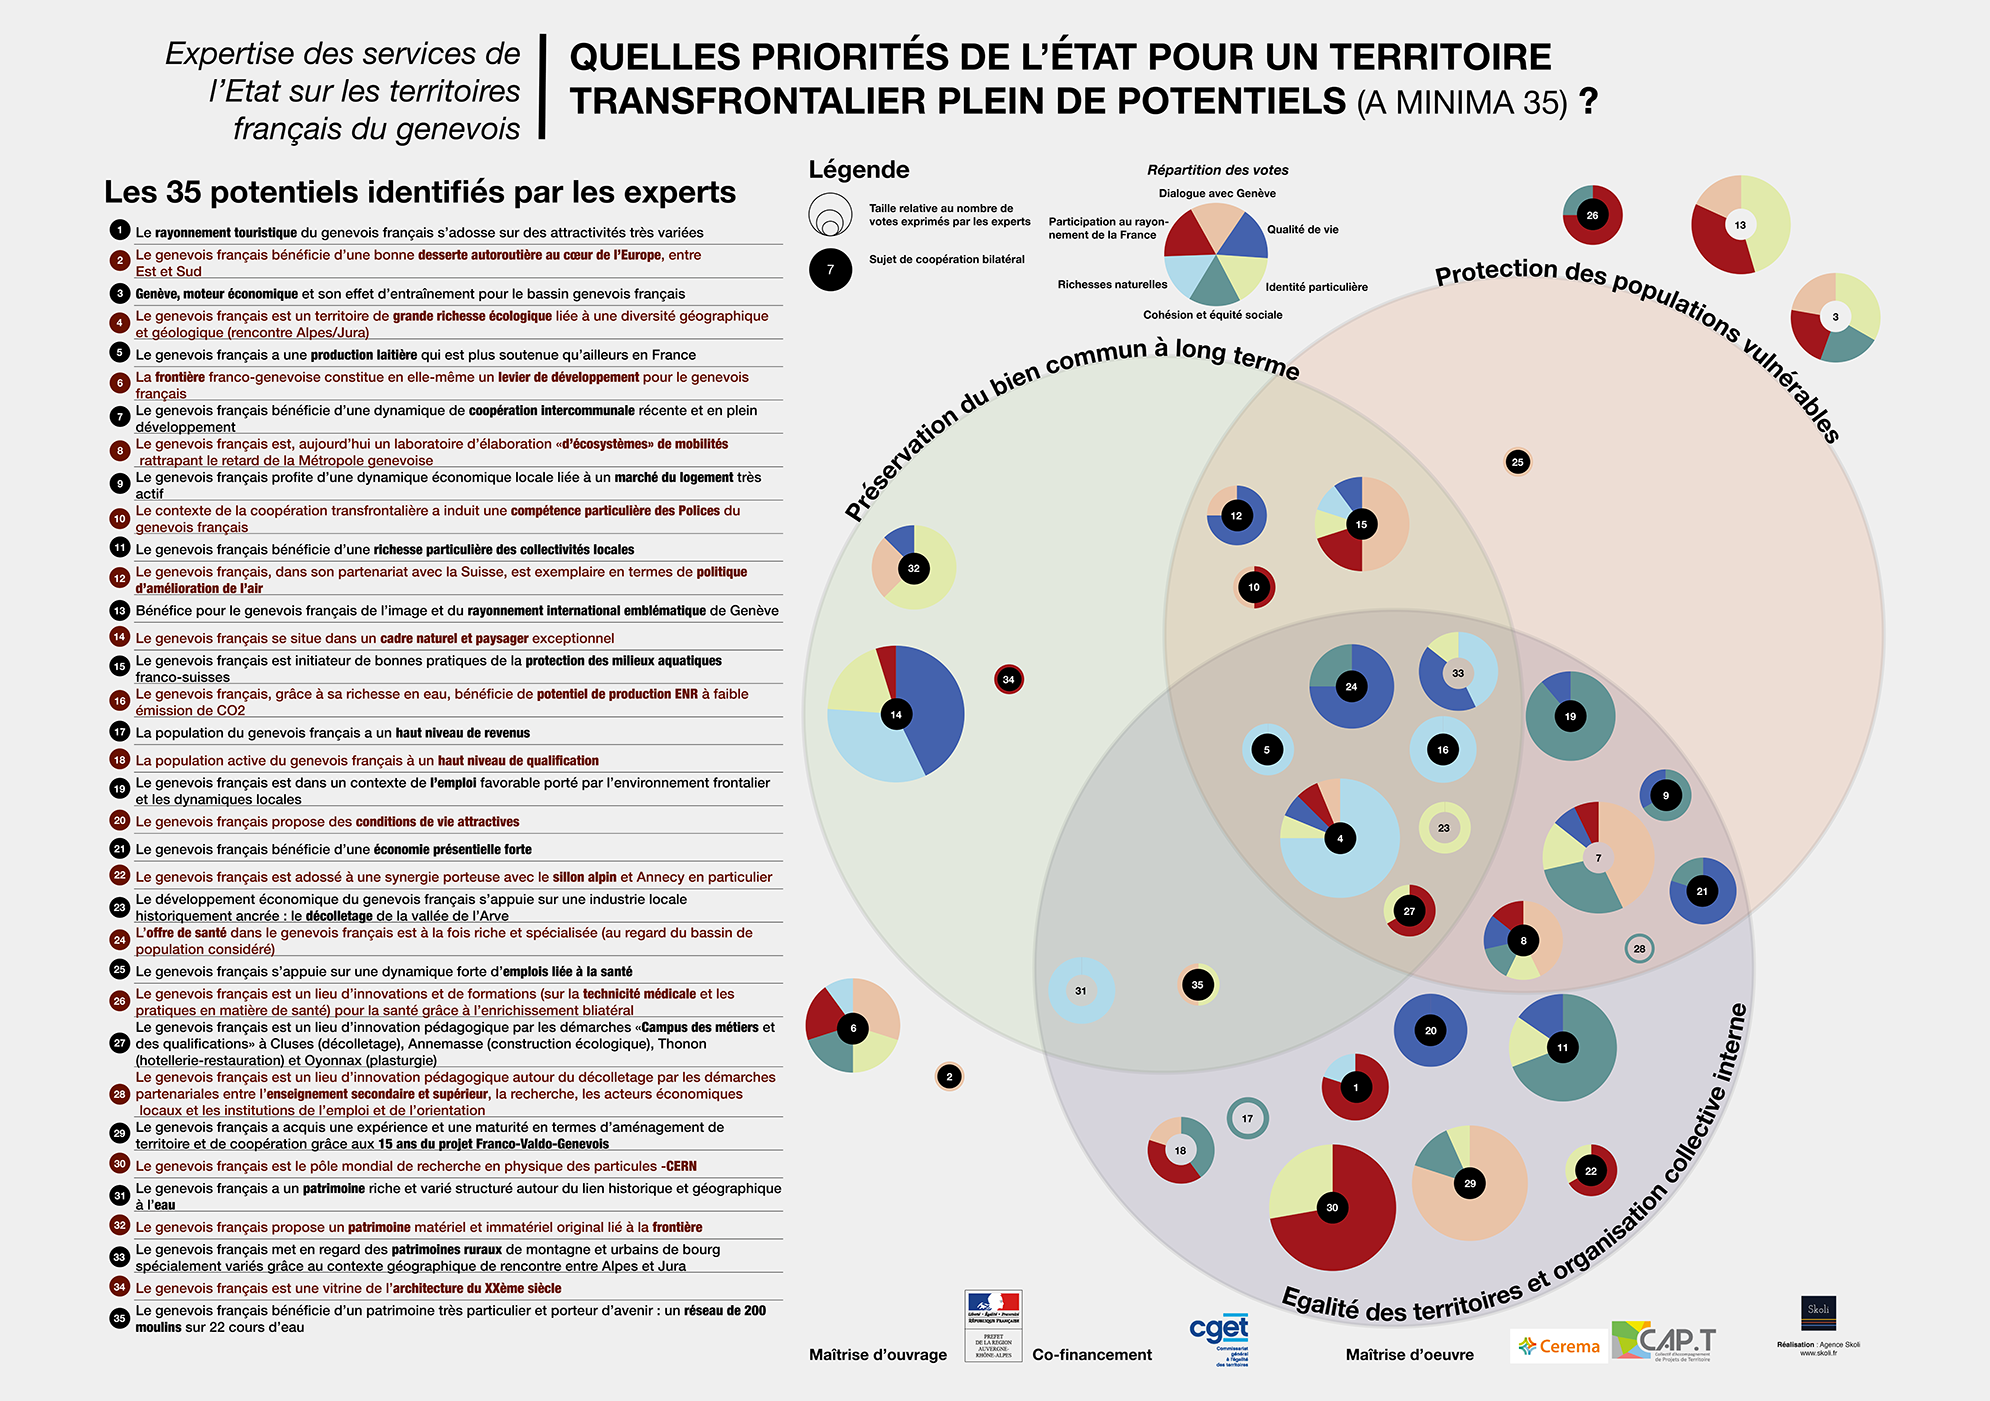 Expertise des services de
l’Etat sur les territoires
français du genevois
QUELLES PRIORITÉS DE L’ÉTAT POUR UN TERRITOIRE
TRANSFRONTALIER PLEIN DE POTENTIELS (A MINIMA 35) ?
Les 35 potentiels identifiés par les experts
1 Le rayonnement touristique du genevois français s’adosse sur des attractivités très variées
2 Le genevois français bénéficie d’une bonne desserte autoroutière au cœur de l’Europe, entre
Est et Sud
3 Genève, moteur économique et son effet d’entraînement pour le bassin genevois français
4 Le genevois français est un territoire de grande richesse écologique liée à une diversité géographique
et géologique (rencontre Alpes/Jura)
5 Le genevois français a une production laitière qui est plus soutenue qu’ailleurs en France
6 La frontière franco-genevoise constitue en elle-même un levier de développement pour le genevois
français
7 Le genevois français bénéficie d’une dynamique de coopération intercommunale récente et en plein
développement
8 Le genevois français est, aujourd’hui un laboratoire d’élaboration «d’écosystèmes» de mobilités
rattrapant le retard de la Métropole genevoise
9 Le genevois français profite d’une dynamique économique locale liée à un marché du logement très
actif
10 Le contexte de la coopération transfrontalière a induit une compétence particulière des Polices du
genevois français
11 Le genevois français bénéficie d’une richesse particulière des collectivités locales
12 Le genevois français, dans son partenariat avec la Suisse, est exemplaire en termes de politique
d’amélioration de l’air
13 Bénéfice pour le genevois français de l’image et du rayonnement international emblématique de Genève
14 Le genevois français se situe dans un cadre naturel et paysager exceptionnel
15 Le genevois français est initiateur de bonnes pratiques de la protection des milieux aquatiques
franco-suisses
16 Le genevois français, grâce à sa richesse en eau, bénéficie de potentiel de production ENR à faible
émission de CO2
17 La population du genevois français a un haut niveau de revenus
18 La population active du genevois français à un haut niveau de qualification
19 Le genevois français est dans un contexte de l’emploi favorable porté par l’environnement frontalier
et les dynamiques locales
20 Le genevois français propose des conditions de vie attractives
21 Le genevois français bénéficie d’une économie présentielle forte
22 Le genevois français est adossé à une synergie porteuse avec le sillon alpin et Annecy en particulier
23 Le développement économique du genevois français s’appuie sur une industrie locale
historiquement ancrée : le décolletage de la vallée de l’Arve
24 L’offre de santé dans le genevois français est à la fois riche et spécialisée (au regard du bassin de
population considéré)
25 Le genevois français s’appuie sur une dynamique forte d’emplois liée à la santé
26 Le genevois français est un lieu d’innovations et de formations (sur la technicité médicale et les
pratiques en matière de santé) pour la santé grâce à l’enrichissement bliatéral
27 Le genevois français est un lieu d’innovation pédagogique par les démarches «Campus des métiers et
des qualifications» à Cluses (décolletage), Annemasse (construction écologique), Thonon
(hotellerie-restauration) et Oyonnax (plasturgie)
28 Le genevois français est un lieu d’innovation pédagogique autour du décolletage par les démarches
partenariales entre l’enseignement secondaire et supérieur, la recherche, les acteurs économiques
locaux et les institutions de l’emploi et de l’orientation
29 Le genevois français a acquis une expérience et une maturité en termes d’aménagement de
territoire et de coopération grâce aux 15 ans du projet Franco-Valdo-Genevois
30 Le genevois français est le pôle mondial de recherche en physique des particules -CERN
31 Le genevois français a un patrimoine riche et varié structuré autour du lien historique et géographique
à l’eau
32 Le genevois français propose un patrimoine matériel et immatériel original lié à la frontière
33 Le genevois français met en regard des patrimoines ruraux de montagne et urbains de bourg
spécialement variés grâce au contexte géographique de rencontre entre Alpes et Jura
34 Le genevois français est une vitrine de l’architecture du XXème siècle
35 Le genevois français bénéficie d’un patrimoine très particulier et porteur d’avenir : un réseau de 200
moulins sur 22 cours d’eau
Légende
Taille relative au nombre de
votes exprimés par les experts
7 Sujet de coopération bilatéral
Répartition des votes
Dialogue avec Genève
Participation au rayon-
nement de la France
Qualité de vie
Richesses naturelles
Identité particulière
Cohésion et équité sociale
26
13
3
Protection des populations vulnérables
Préservation du bien commun à long terme
25
12
15
10
32
34
14
24
33
19
5
16
9
4
23
7
21
27
8
28
31
35
6
2
20
11
1
17
18
30
29
22
Egalité des territoires et organisation collective interne
Maîtrise d’ouvrage
Liberté • Égalité • Fraternité
RÉPUBLIQUE FRANÇAISE
PREFET
DE LA REGION
AUVERGNE-
RHÔNE-ALPES
Co-financement
cget
Commissariat
général
à l’égalité
des territoires
Maîtrise d’oeuvre
Cerema
CAP.T
Collectif d’Accompagnement
de Projets de Territoire
Skoli
Réalisation : Agence Skoli
www.skoli.fr